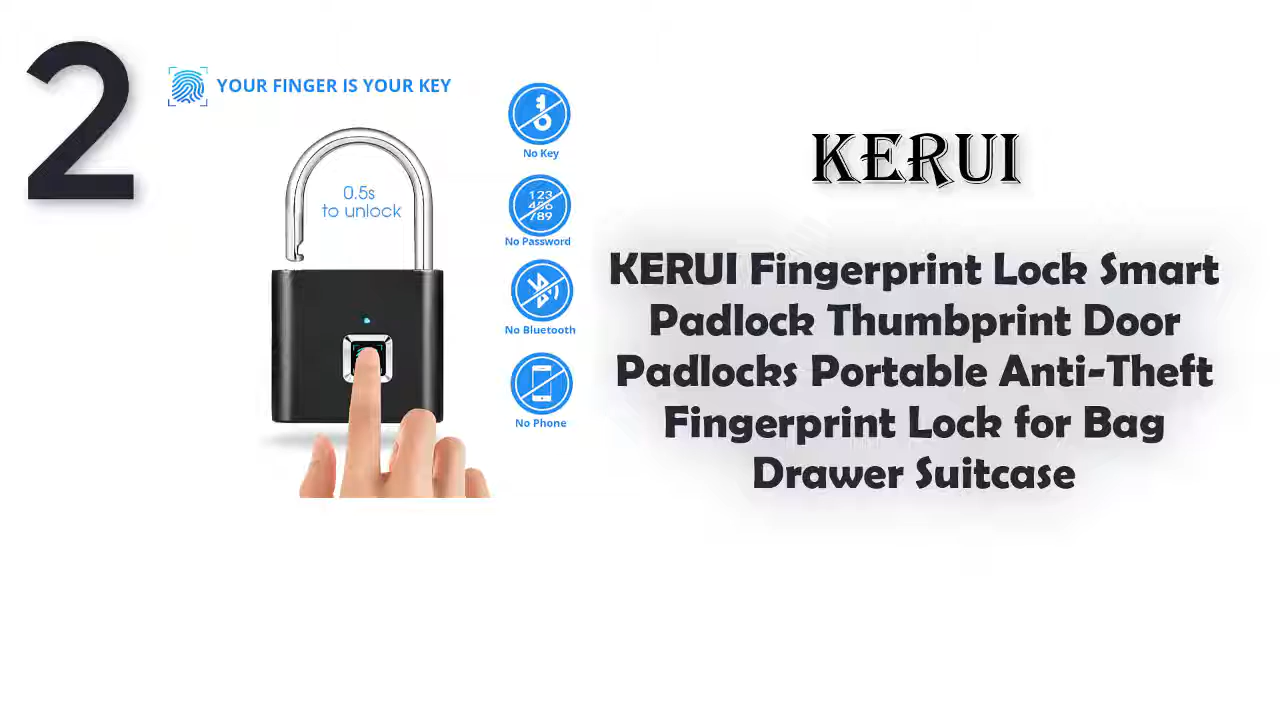 2
YOUR FINGER IS YOUR KEY
0.5s
to unlock
No Key
123
456
789
No Password
No Bluetooth
No Phone
KERUI
KERUI Fingerprint Lock Smart
Padlock Thumbprint Door
Padlocks Portable Anti-Theft
Fingerprint Lock for Bag
Drawer Suitcase